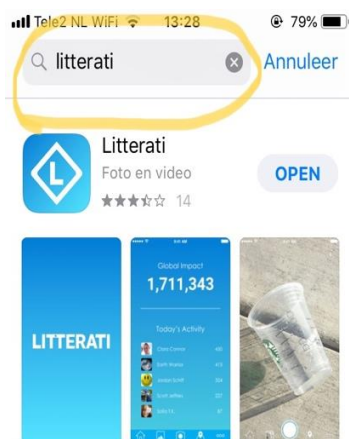 Tele2 NL WiFi 13:28 79%
litterati Annuleer
L
Litterati
Foto en video
14
OPEN
LITTERATI
Global Impact
1,711,343
Today's Activity